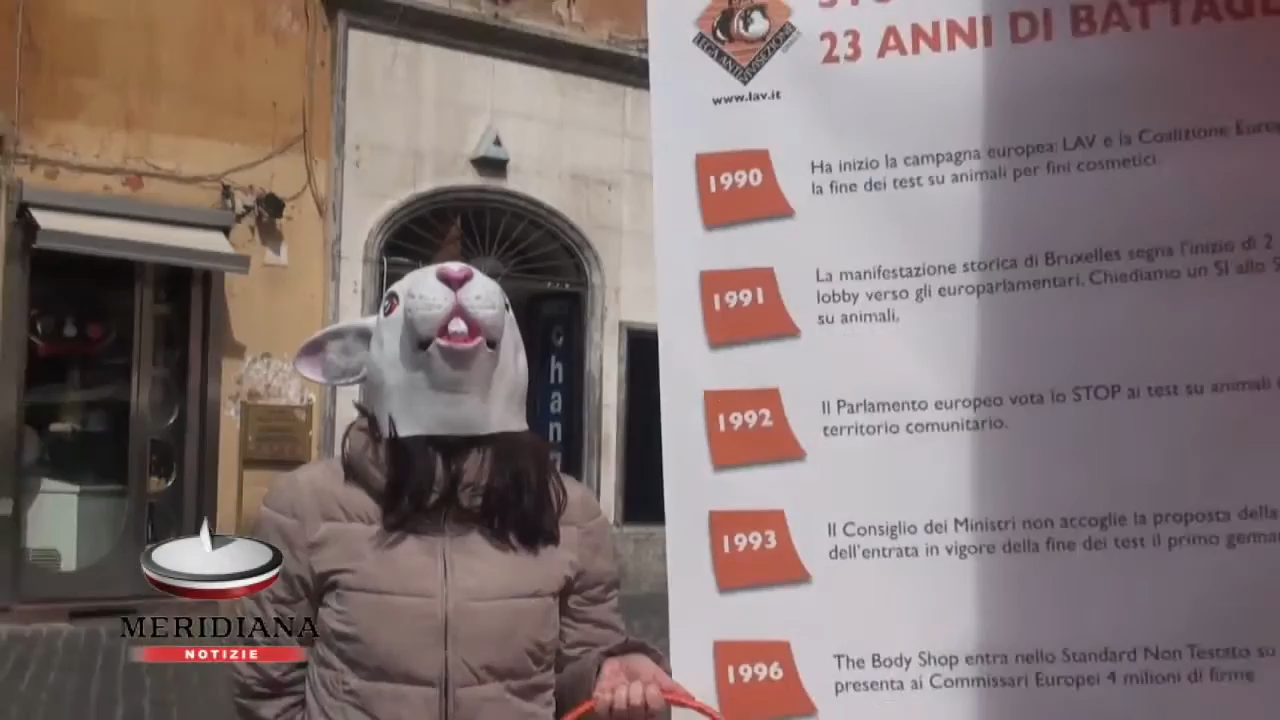 23 ANNI DI
LEGA ANTIVIVISEZIONE
www.lav.it
1990
Ha inizio la campagna europea: LAV e la Coalizione
la fine dei test su animali per fini cosmetici.
1991
La manifestazione storica di Bruxelles segna l'inizio di 2
lobby verso gli europarlamentari. Chiediamo un SI allo
su animali.
1992
Il Parlamento europeo vota lo STOP ai test su animali
territorio comunitario.
1993
Il Consiglio dei Ministri non accoglie la proposta della
dell'entrata in vigore della fine dei test il primo
1996
The Body Shop entra nello Standard Non Testato su
presenta ai Commissari Europei 4 milioni di firme
chan
MERIDIANA
NOTIZIE